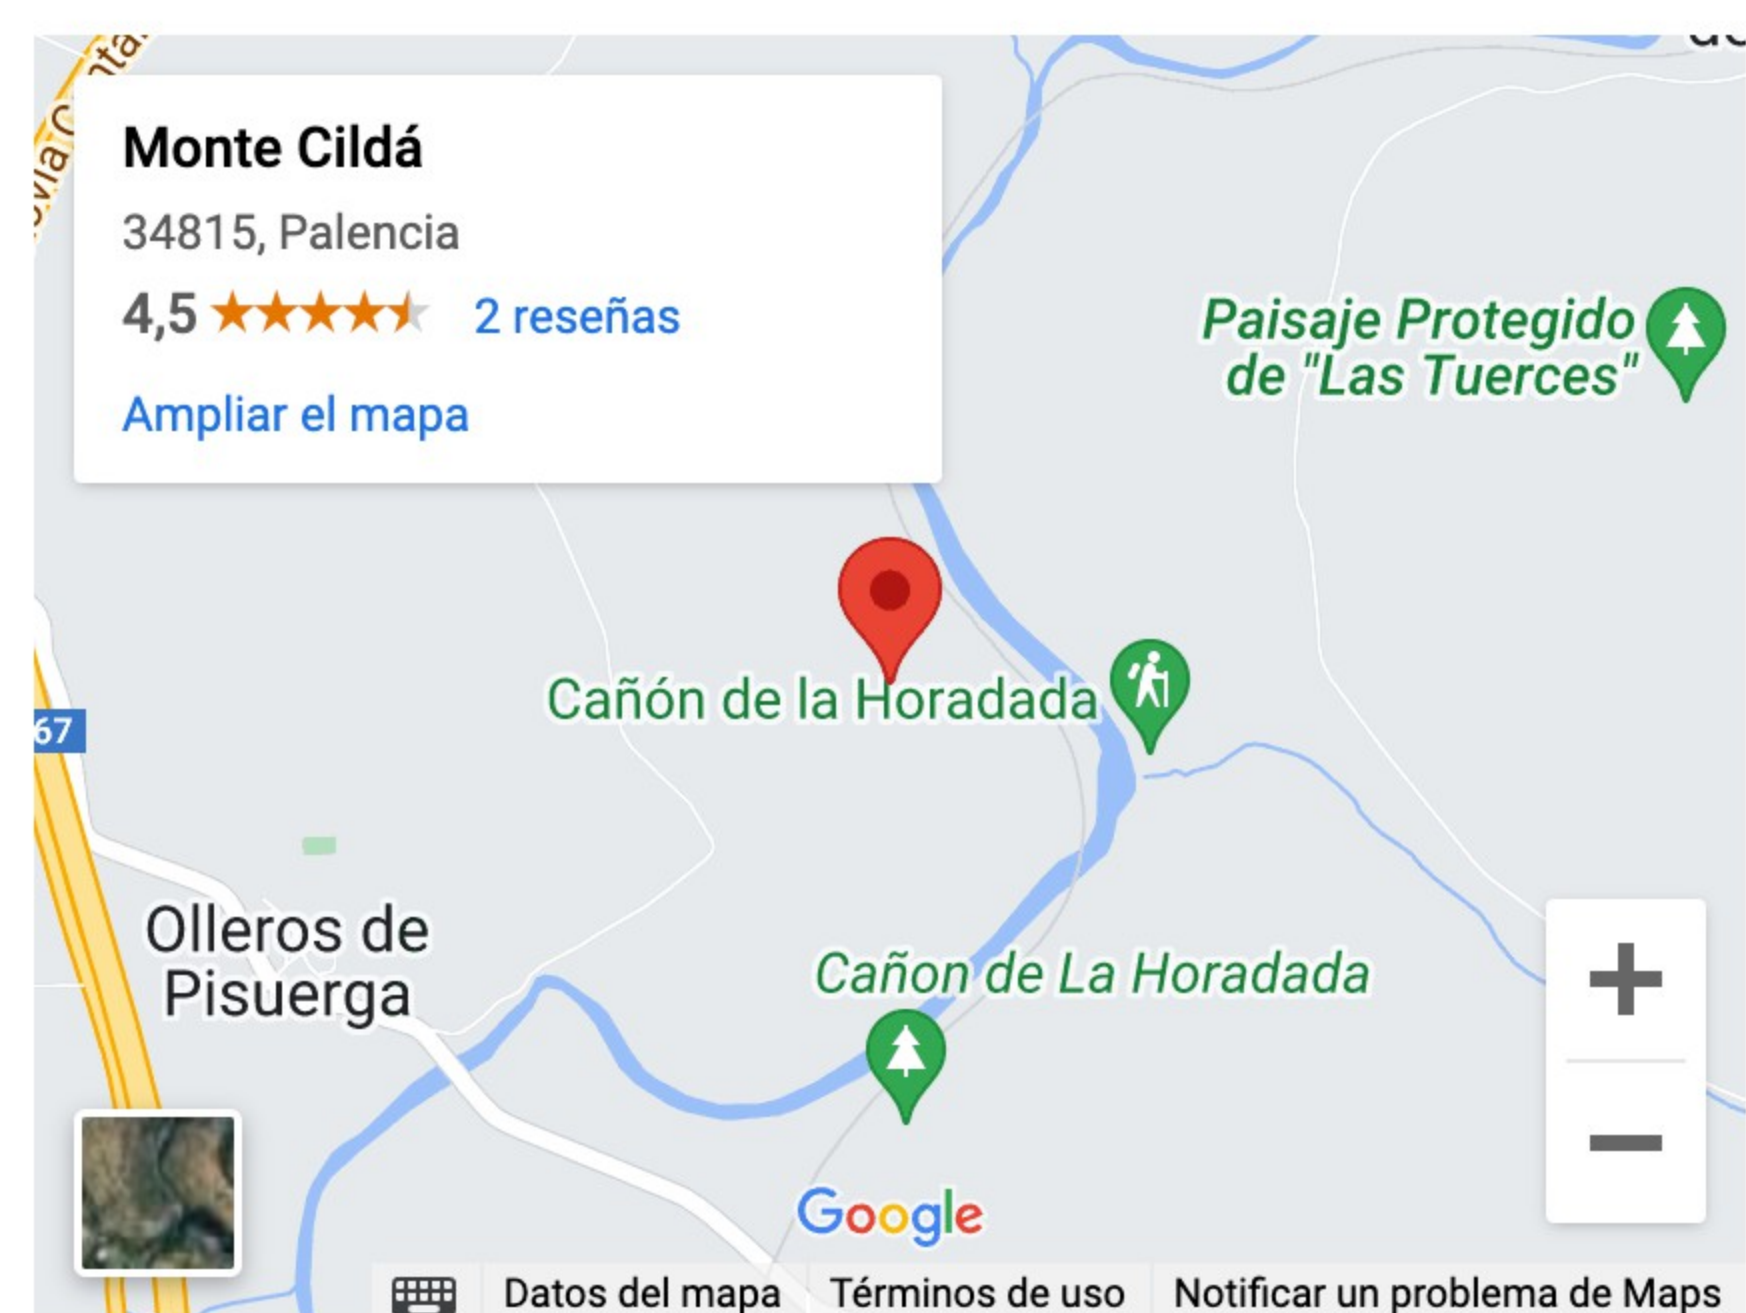 Monte Cildá
34815, Palencia
4,5
2 reseñas
Ampliar el mapa
Paisaje Protegido
de "Las Tuerces"
Cañón de la Horadada
67
Olleros de
Pisuerga
Cañon de La Horadada
+
−
Google
Datos del mapa
Términos de uso
Notificar un problema de Maps